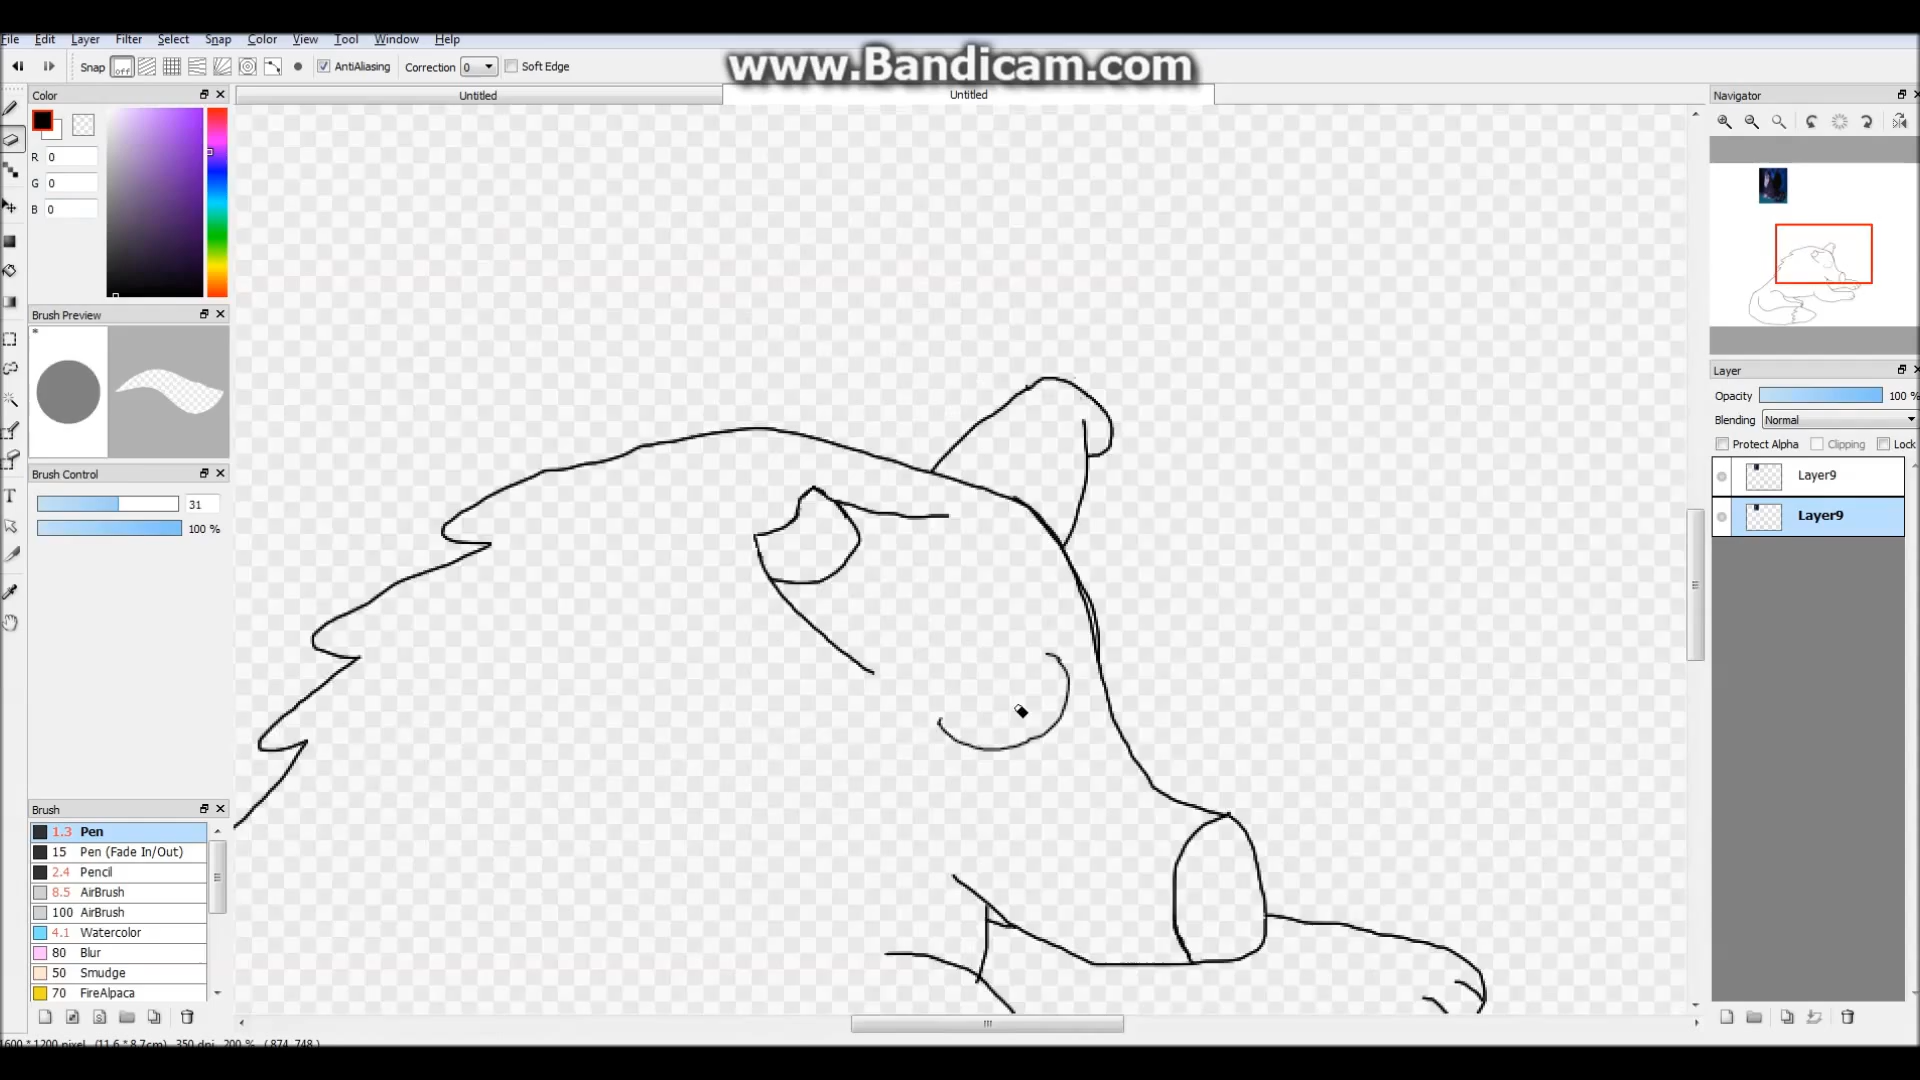 File Edit Layer Filter Select Snap Color View Tool Window Help
www.Bandicam.com
Snap off AntiAliasing Correction 0 Soft Edge
Color
Untitled
Untitled
Navigator
R 0
G 0
B 0
Brush Preview
*
Layer
Opacity 100 %
Blending Normal
Protect Alpha Clipping Lock
Layer9
Layer9
Brush Control
31
100 %
Brush
1.3 Pen
15 Pen (Fade In/Out)
2.4 Pencil
8.5 AirBrush
100 AirBrush
4.1 Watercolor
80 Blur
50 Smudge
70 FireAlpaca
1600 * 1200 pixel (11.6 * 8.7cm) 350 dpi 200 % ( 874, 748 )